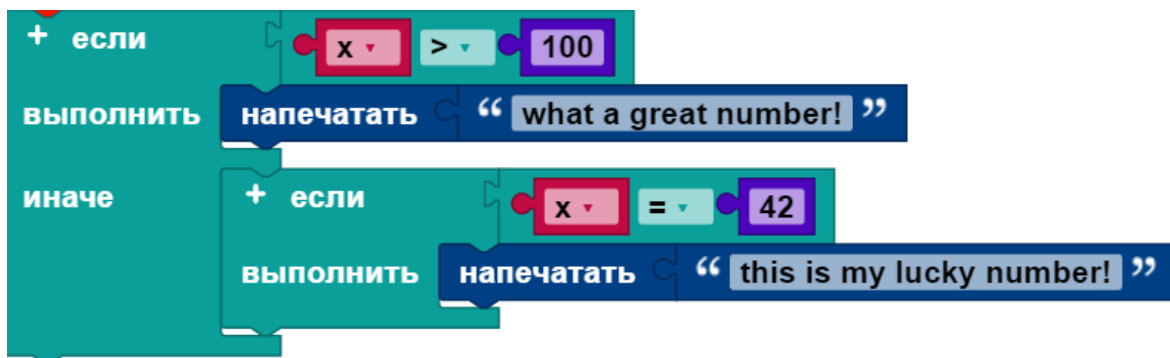 + если x > 100
выполнить напечатать “ what a great number! ”
иначе + если x = 42
выполнить напечатать “ this is my lucky number! ”